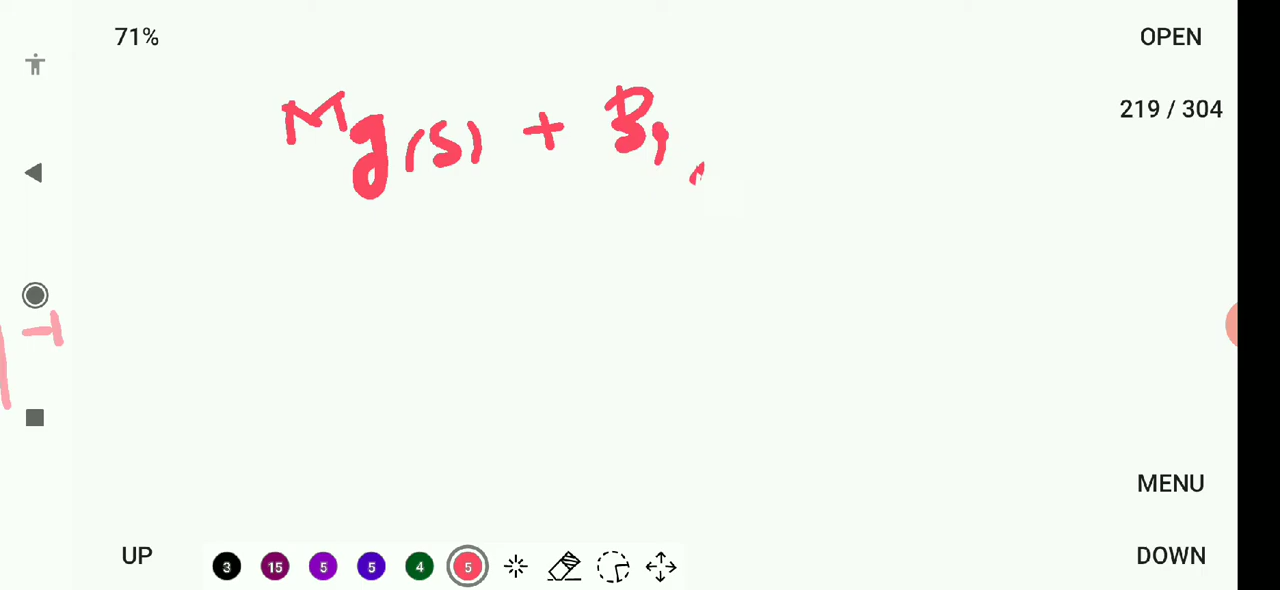 71%
OPEN
Mg(s) + Br
219 / 304
MENU
UP
3 15 5 5 4 5
DOWN